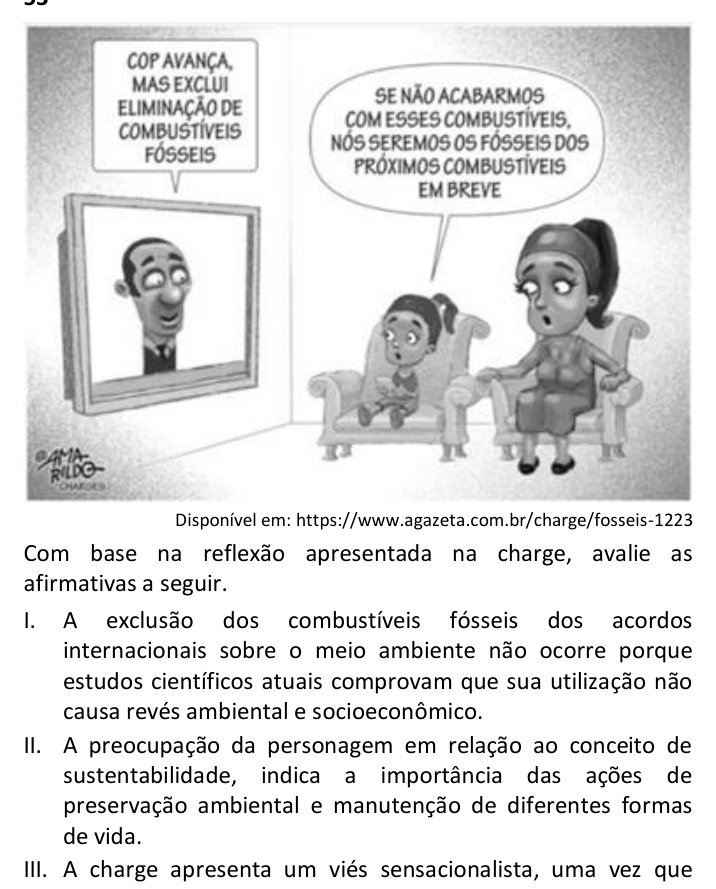 COP AVANÇA,
MAS EXCLUI
ELIMINAÇÃO DE
COMBUSTÍVEIS
FÓSSEIS
SE NÃO ACABARMOS
COM ESSES COMBUSTÍVEIS,
NÓS SEREMOS OS FÓSSEIS DOS
PRÓXIMOS COMBUSTÍVEIS
EM BREVE
@AMA-
RILDO
CHARGES
Disponível em: https://www.agazeta.com.br/charge/fosseis-1223
Com base na reflexão apresentada na charge, avalie as
afirmativas a seguir.
I. A exclusão dos combustíveis fósseis dos acordos
internacionais sobre o meio ambiente não ocorre porque
estudos científicos atuais comprovam que sua utilização não
causa revés ambiental e socioeconômico.
II. A preocupação da personagem em relação ao conceito de
sustentabilidade, indica a importância das ações de
preservação ambiental e manutenção de diferentes formas
de vida.
III. A charge apresenta um viés sensacionalista, uma vez que